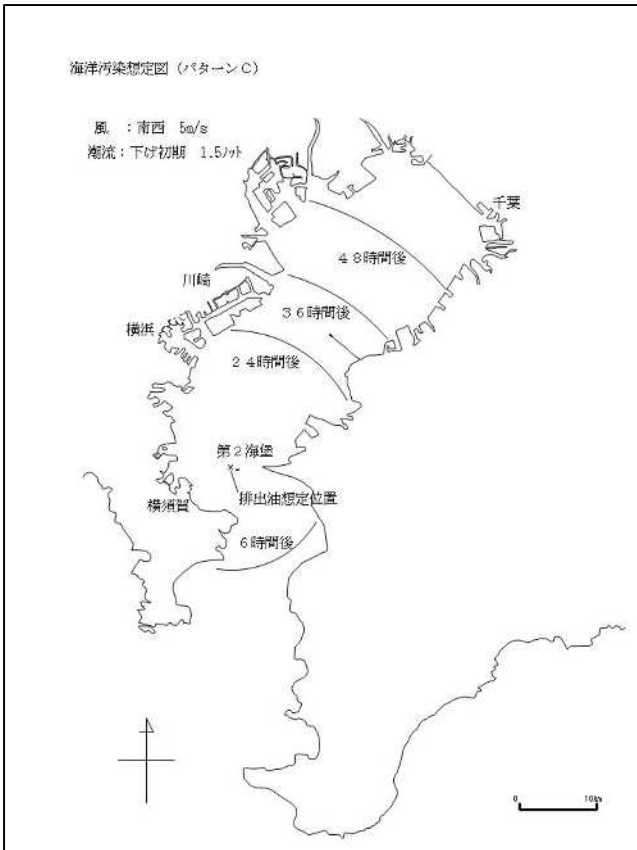 海洋汚染想定図（パターンＣ）
風　：南西　5m/s
潮流：下げ初期　1.5ﾉｯﾄ
千葉
４８時間後
川崎
３６時間後
横浜
２４時間後
第２海堡
横須賀
排出油想定位置
６時間後
0　10km